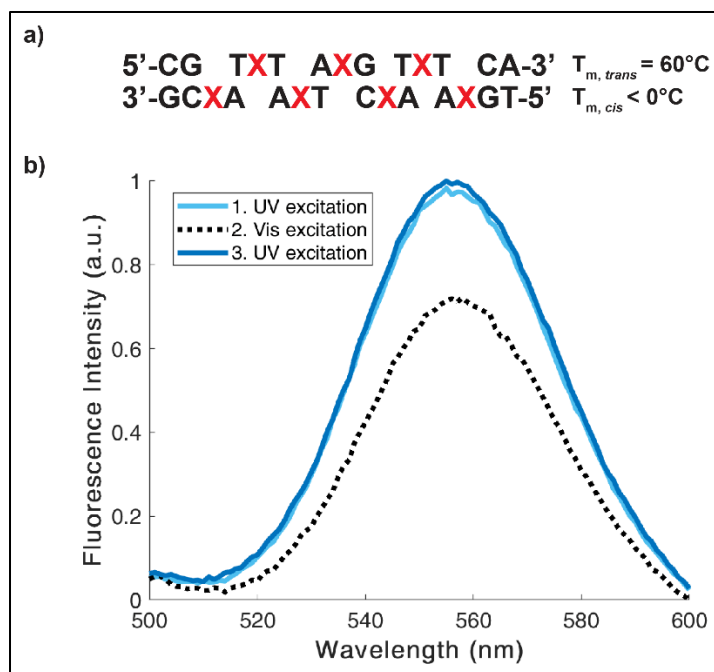 a)
5'-CG TXT AXG TXT CA-3' Tm, trans = 60°C
3'-GCXA AXT CXA AXGT-5' Tm, cis < 0°C
b)
1. UV excitation
2. Vis excitation
3. UV excitation
Fluorescence Intensity (a.u.)
1
0.8
0.6
0.4
0.2
0
500
520
540
560
580
600
Wavelength (nm)